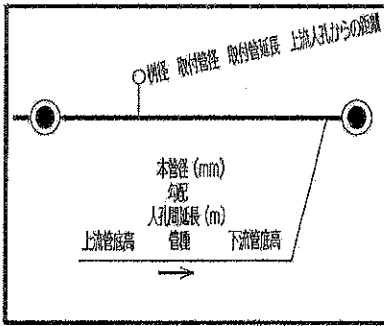 桝径 取付管径 取付管延長 上流人孔からの距離
本管径 (mm)
勾配
人孔間延長 (m)
上流管底高 管種 下流管底高